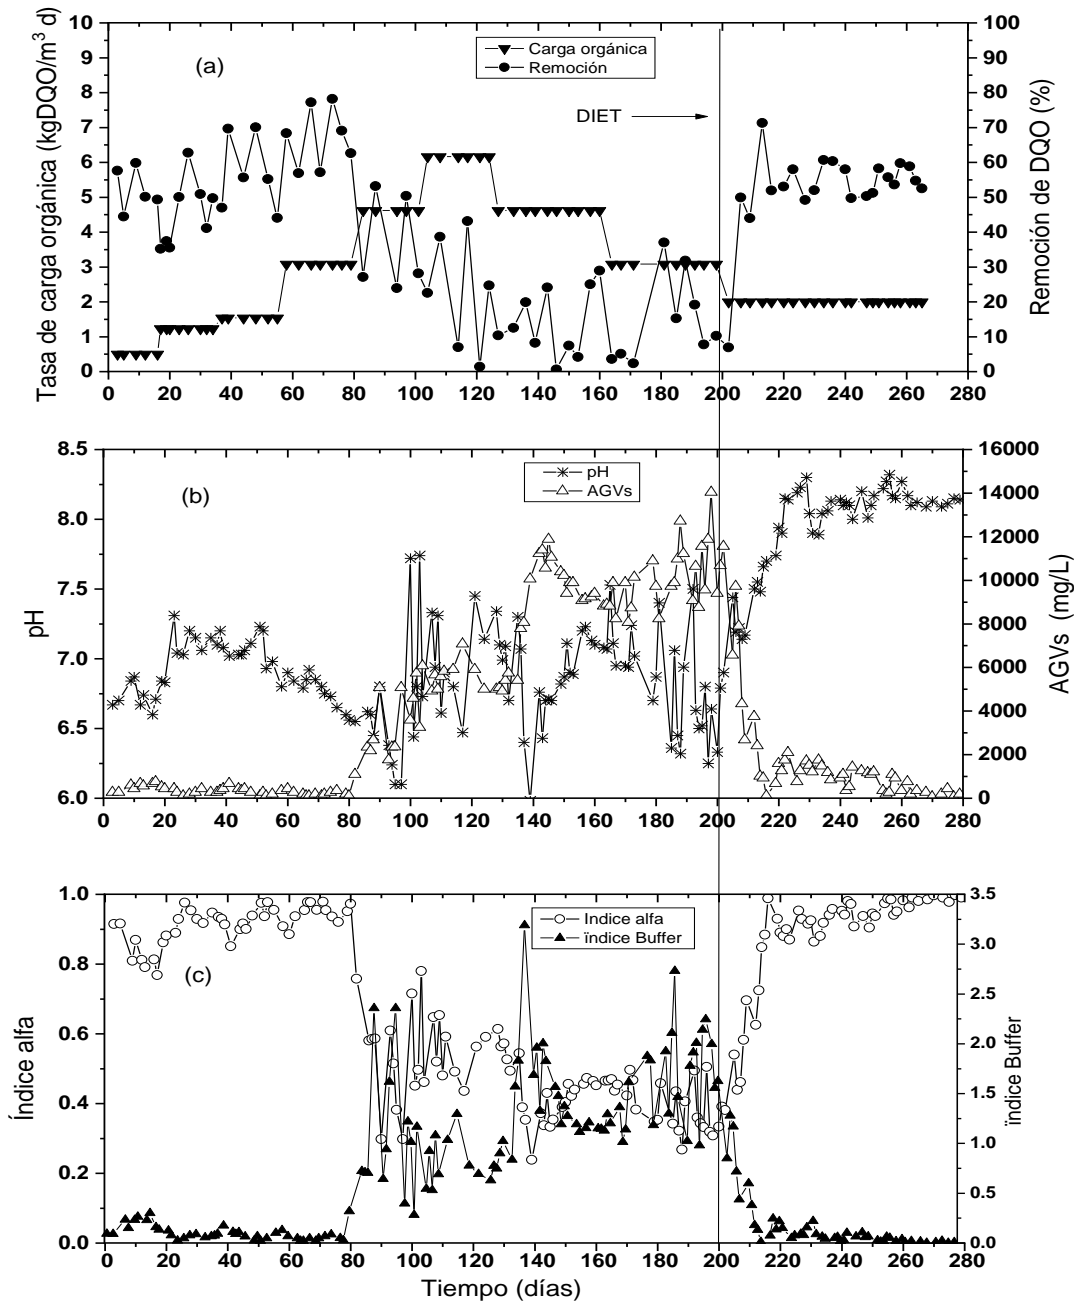 Tasa de carga orgánica (kgDQO/m³ d)
10
9
8
7
6
5
4
3
2
1
0
(a)
Carga orgánica
Remoción
DIET
100
90
80
70
60
50
40
30
20
10
0
Remoción de DQO (%)
0 20 40 60 80 100 120 140 160 180 200 220 240 260 280
pH
8.5
8.0
7.5
7.0
6.5
6.0
(b)
pH
AGVs
16000
14000
12000
10000
8000
6000
4000
2000
0
AGVs (mg/L)
0 20 40 60 80 100 120 140 160 180 200 220 240 260 280
Índice alfa
1.0
0.8
0.6
0.4
0.2
0.0
(c)
Indice alfa
ïndice Buffer
3.5
3.0
2.5
2.0
1.5
1.0
0.5
0.0
ïndice Buffer
0 20 40 60 80 100 120 140 160 180 200 220 240 260 280
Tiempo (días)